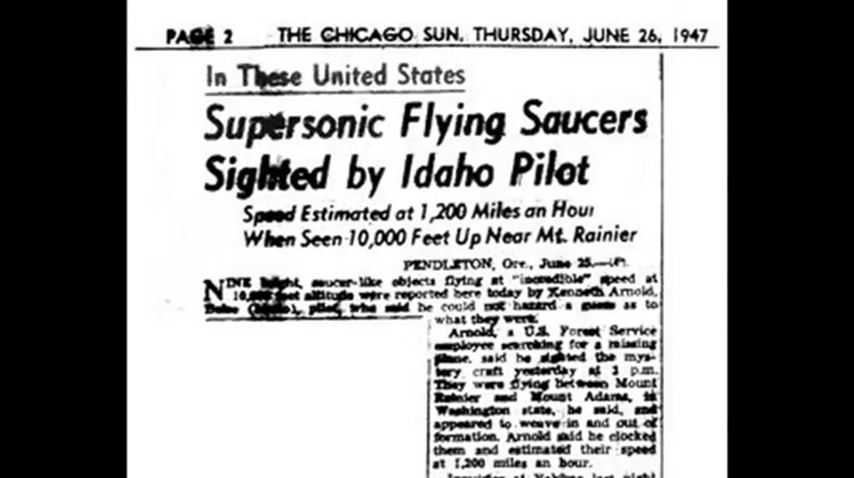 PAGE 2 THE CHICAGO SUN, THURSDAY, JUNE 26, 1947
In These United States
Supersonic Flying Saucers
Sighted by Idaho Pilot
Speed Estimated at 1,200 Miles an Hour
When Seen 10,000 Feet Up Near Mt. Rainier
PENDLETON, Ore., June 25.—
NINE bright, saucer-like objects flying at "incredible" speed at
10,000 feet altitude were reported here today by Kenneth Arnold,
Boise (Idaho), pilot, who said he could not hazard a guess as to
what they were.
Arnold, a U.S. Forest Service
employee searching for a missing
plane, said he sighted the mys-
tery craft yesterday at 3 p.m.
They were flying between Mount
Rainier and Mount Adams, in
Washington state, he said, and
appeared to weave in and out of
formation. Arnold said he clocked
them and estimated their speed
at 1,200 miles an hour.